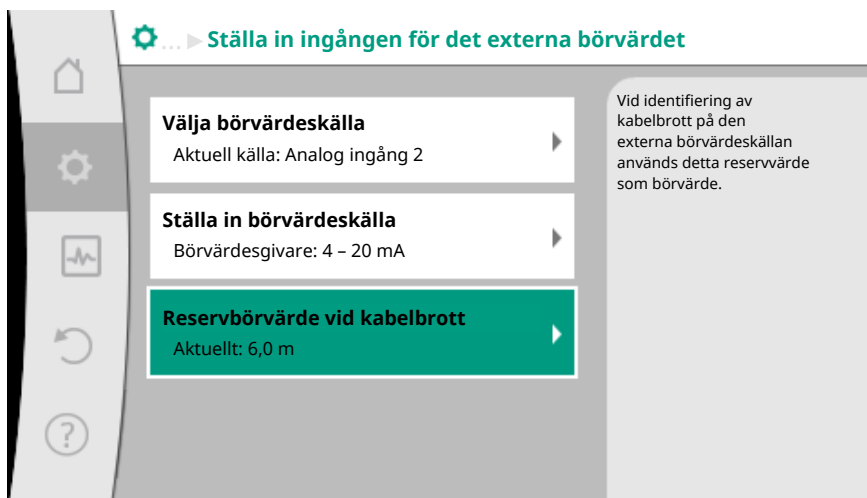 ... Ställa in ingången för det externa börvärdet
Välja börvärdeskälla
Aktuell källa: Analog ingång 2
Ställa in börvärdeskälla
Börvärdesgivare: 4 – 20 mA
Reservbörvärde vid kabelbrott
Aktuellt: 6,0 m
Vid identifiering av
kabelbrott på den
externa börvärdeskällan
används detta reservvärde
som börvärde.
?